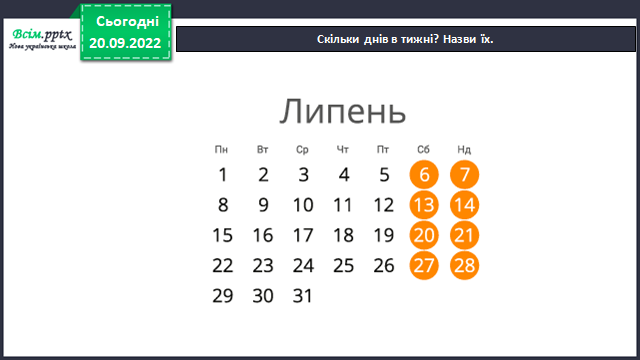 Всім.pptx
Нова українська школа
Сьогодні
20.09.2022
Скільки днів в тижні? Назви їх.
Липень
Пн Вт Ср Чт Пт Сб Нд
1 2 3 4 5 6 7
8 9 10 11 12 13 14
15 16 17 18 19 20 21
22 23 24 25 26 27 28
29 30 31